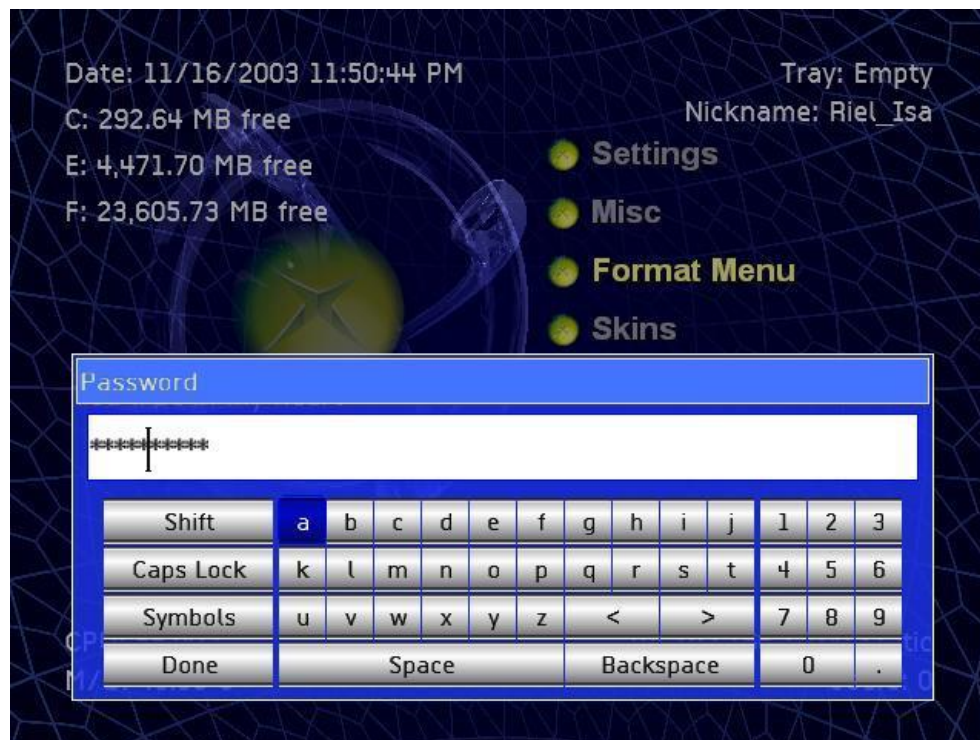 Date: 11/16/2003 11:50:44 PM
Tray: Empty
C: 292.64 MB free
Nickname: Riel_Isa
E: 4,471.70 MB free
F: 23,605.73 MB free
Settings
Misc
Format Menu
Skins
Password
**********
Shift a b c d e f g h i j 1 2 3
Caps Lock k l m n o p q r s t 4 5 6
Symbols u v w x y z < > 7 8 9
Done Space Backspace 0 .